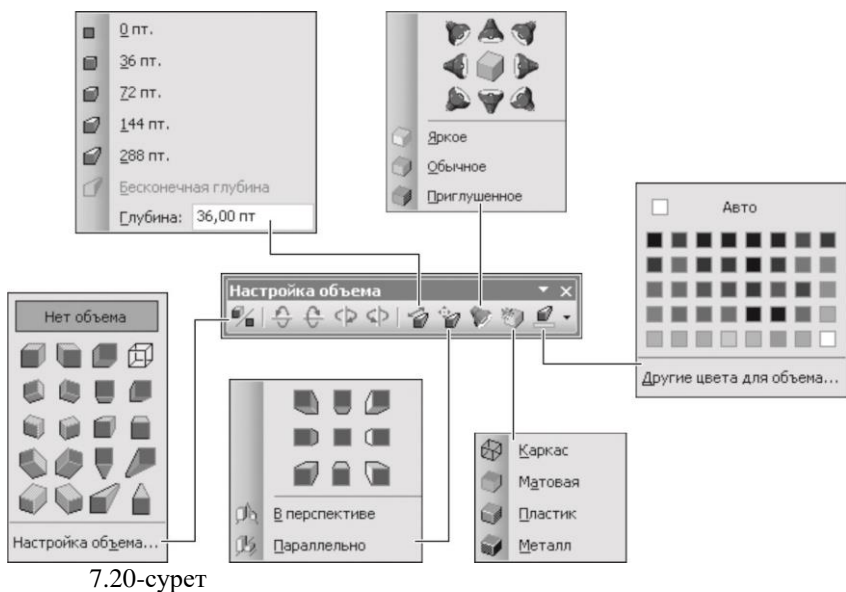 0 пт.
36 пт.
72 пт.
144 пт.
288 пт.
Бесконечная глубина
Глубина: 36,00 пт
Яркое
Обычное
Приглушенное
Авто
Другие цвета для объема...
Настройка объема
Нет объема
Настройка объема...
В перспективе
Параллельно
Каркас
Матовая
Пластик
Металл
7.20-сурет